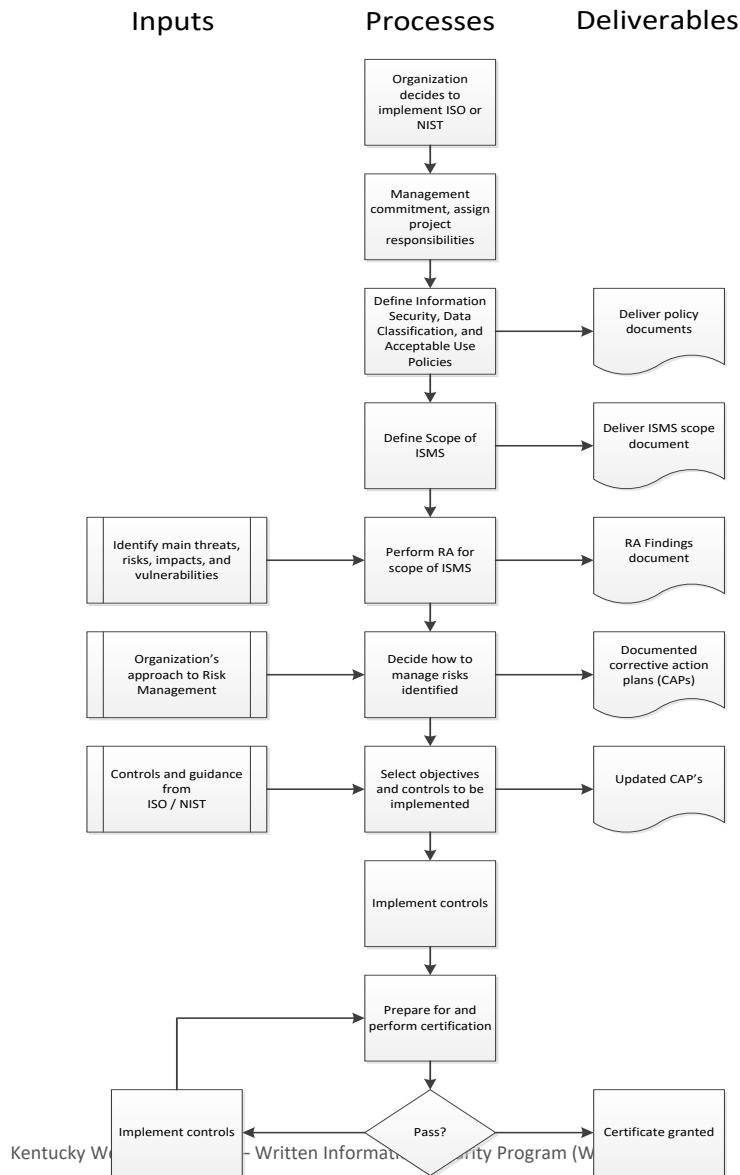 Inputs
Processes
Deliverables
Organization
decides to
implement ISO or
NIST
Management
commitment, assign
project
responsibilities
Define Information
Security, Data
Classification, and
Acceptable Use
Policies
Deliver policy
documents
Define Scope of
ISMS
Deliver ISMS scope
document
Identify main threats,
risks, impacts, and
vulnerabilities
Perform RA for
scope of ISMS
RA Findings
document
Organization’s
approach to Risk
Management
Decide how to
manage risks
identified
Documented
corrective action
plans (CAPs)
Controls and guidance
from
ISO / NIST
Select objectives
and controls to be
implemented
Updated CAP’s
Implement controls
Prepare for and
perform certification
Implement controls
Pass?
Certificate granted
Kentucky – Written Program